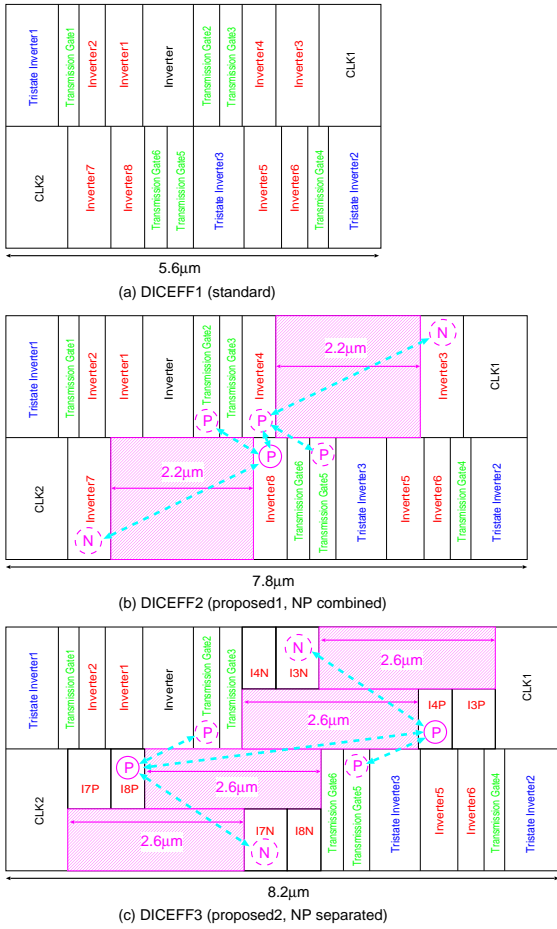 Tristate Inverter1
Transmission Gate1
Inverter2
Inverter1
Inverter
Transmission Gate2
Transmission Gate3
Inverter4
Inverter3
CLK1
CLK2
Inverter7
Inverter8
Transmission Gate6
Transmission Gate5
Tristate Inverter3
Inverter5
Inverter6
Transmission Gate4
Tristate Inverter2
5.6μm
(a) DICEFF1 (standard)
Tristate Inverter1
Transmission Gate1
Inverter2
Inverter1
Inverter
Transmission Gate2
P
Transmission Gate3
Inverter4
P
2.2μm
N
Inverter3
CLK1
CLK2
Inverter7
N
2.2μm
P
Inverter8
Transmission Gate6
P
Transmission Gate5
Tristate Inverter3
Inverter5
Inverter6
Transmission Gate4
Tristate Inverter2
7.8μm
(b) DICEFF2 (proposed1, NP combined)
Tristate Inverter1
Transmission Gate1
Inverter2
Inverter1
Inverter
Transmission Gate2
P
Transmission Gate3
I4N
N
I3N
2.6μm
2.6μm
I4P
P
I3P
CLK1
CLK2
I7P
P
I8P
2.6μm
2.6μm
I7N
N
I8N
Transmission Gate6
P
Transmission Gate5
Tristate Inverter3
Inverter5
Inverter6
Transmission Gate4
Tristate Inverter2
8.2μm
(c) DICEFF3 (proposed2, NP separated)